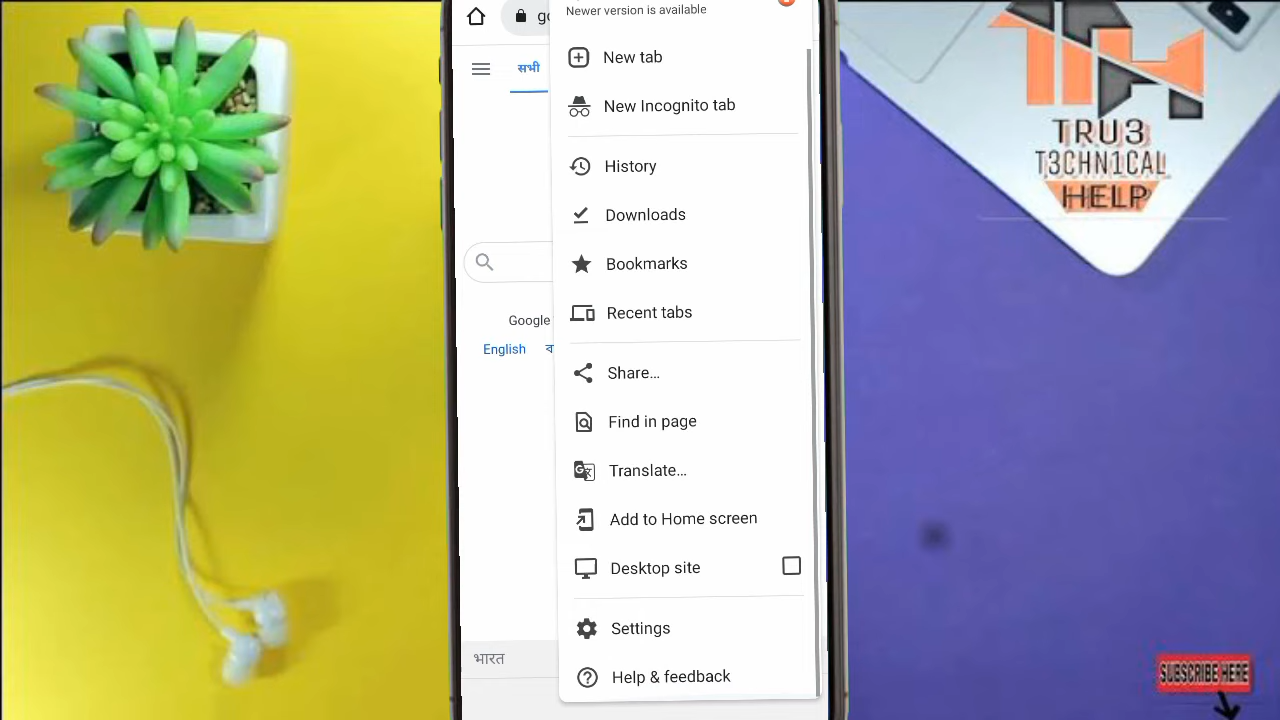 Newer version is available
New tab
New Incognito tab
History
Downloads
Bookmarks
Recent tabs
Share...
Find in page
Translate...
Add to Home screen
Desktop site
Settings
Help & feedback
सभी
Google
English
भारत
TRU3
T3CHN1CAL
HELP
SUBSCRIBE HERE